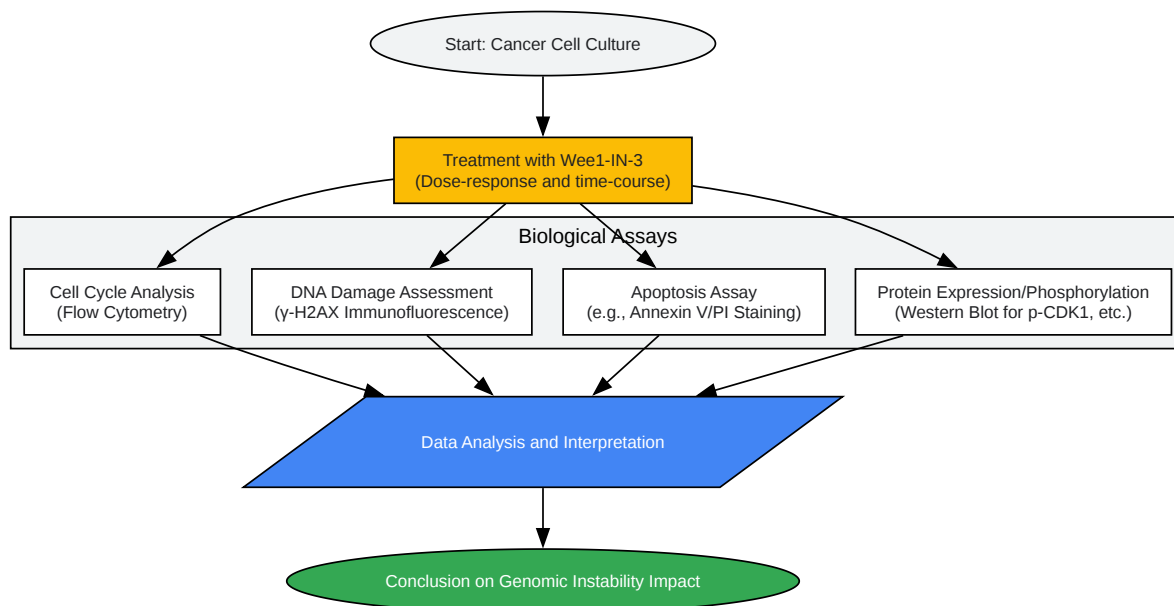 Start: Cancer Cell Culture
Treatment with Wee1-IN-3
(Dose-response and time-course)
Biological Assays
Cell Cycle Analysis
(Flow Cytometry)
DNA Damage Assessment
(γ-H2AX Immunofluorescence)
Apoptosis Assay
(e.g., Annexin V/PI Staining)
Protein Expression/Phosphorylation
(Western Blot for p-CDK1, etc.)
Data Analysis and Interpretation
Conclusion on Genomic Instability Impact